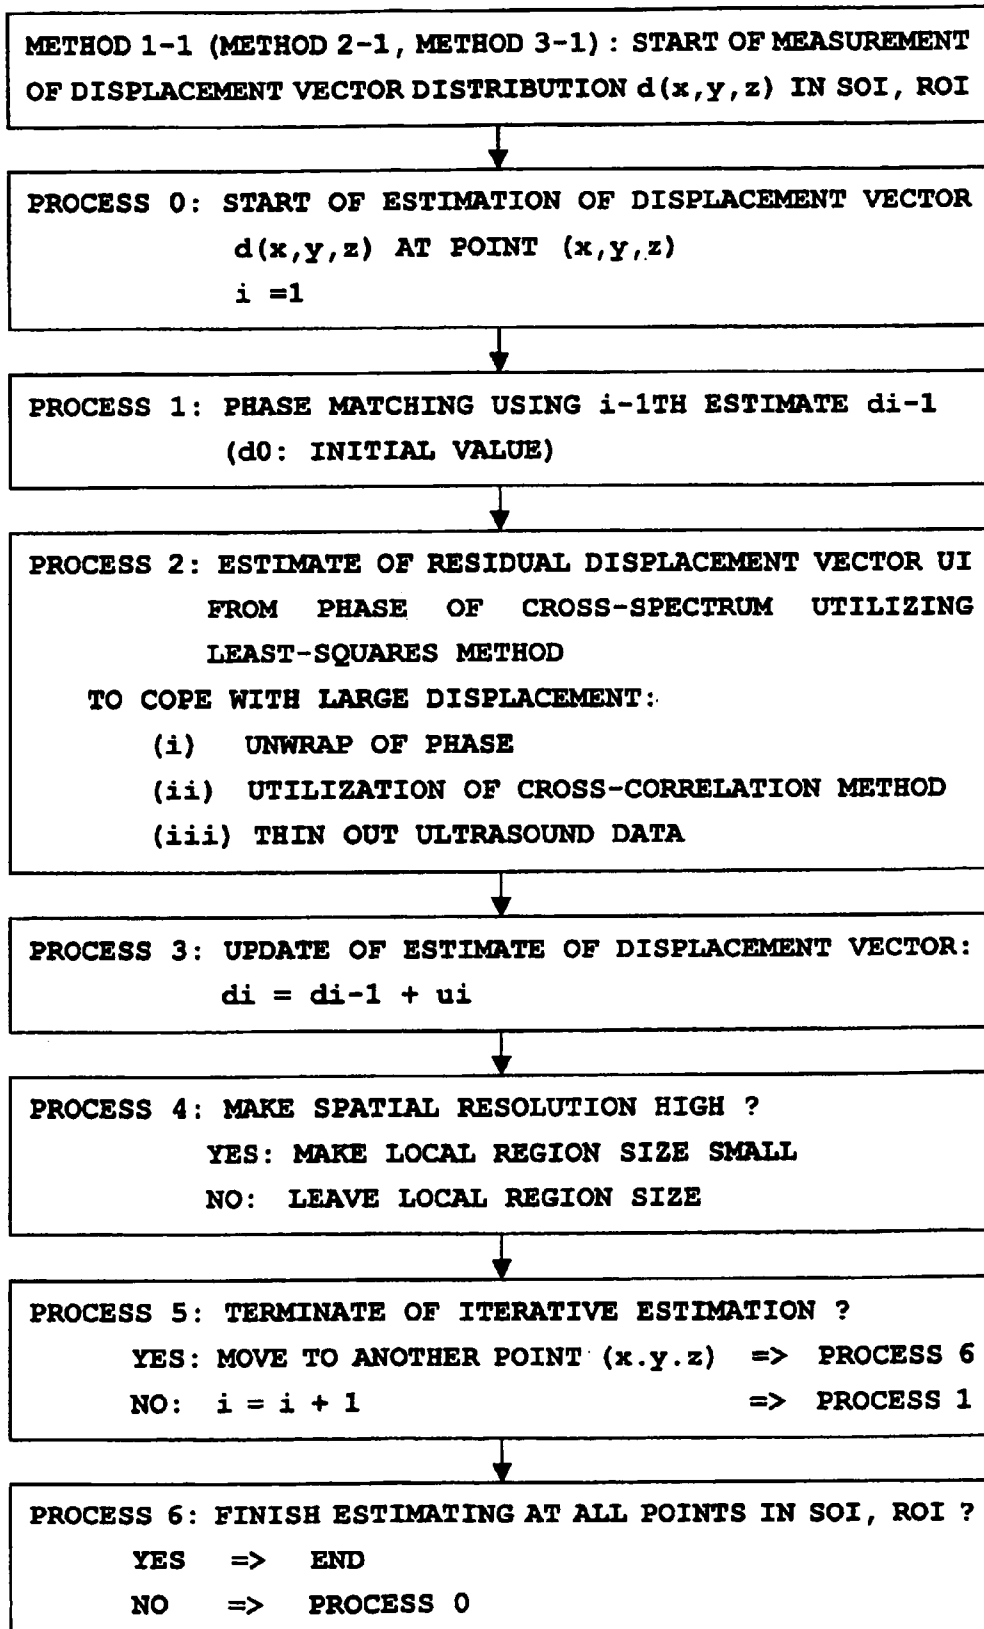 METHOD 1-1 (METHOD 2-1, METHOD 3-1) : START OF MEASUREMENT
OF DISPLACEMENT VECTOR DISTRIBUTION d(x,y,z) IN SOI, ROI
PROCESS 0: START OF ESTIMATION OF DISPLACEMENT VECTOR
d(x,y,z) AT POINT (x,y,z)
i =1
PROCESS 1: PHASE MATCHING USING i-1TH ESTIMATE di-1
(d0: INITIAL VALUE)
PROCESS 2: ESTIMATE OF RESIDUAL DISPLACEMENT VECTOR UI
FROM PHASE OF CROSS-SPECTRUM UTILIZING
LEAST-SQUARES METHOD
TO COPE WITH LARGE DISPLACEMENT:
(i) UNWRAP OF PHASE
(ii) UTILIZATION OF CROSS-CORRELATION METHOD
(iii) THIN OUT ULTRASOUND DATA
PROCESS 3: UPDATE OF ESTIMATE OF DISPLACEMENT VECTOR:
di = di-1 + ui
PROCESS 4: MAKE SPATIAL RESOLUTION HIGH ?
YES: MAKE LOCAL REGION SIZE SMALL
NO: LEAVE LOCAL REGION SIZE
PROCESS 5: TERMINATE OF ITERATIVE ESTIMATION ?
YES: MOVE TO ANOTHER POINT (x.y.z) => PROCESS 6
NO: i = i + 1 => PROCESS 1
PROCESS 6: FINISH ESTIMATING AT ALL POINTS IN SOI, ROI ?
YES => END
NO => PROCESS 0